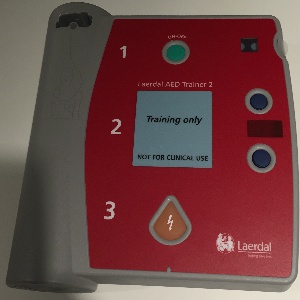 1
ON/OFF
Laerdal AED Trainer 2
2
Training only
NOT FOR CLINICAL USE
3
Laerdal